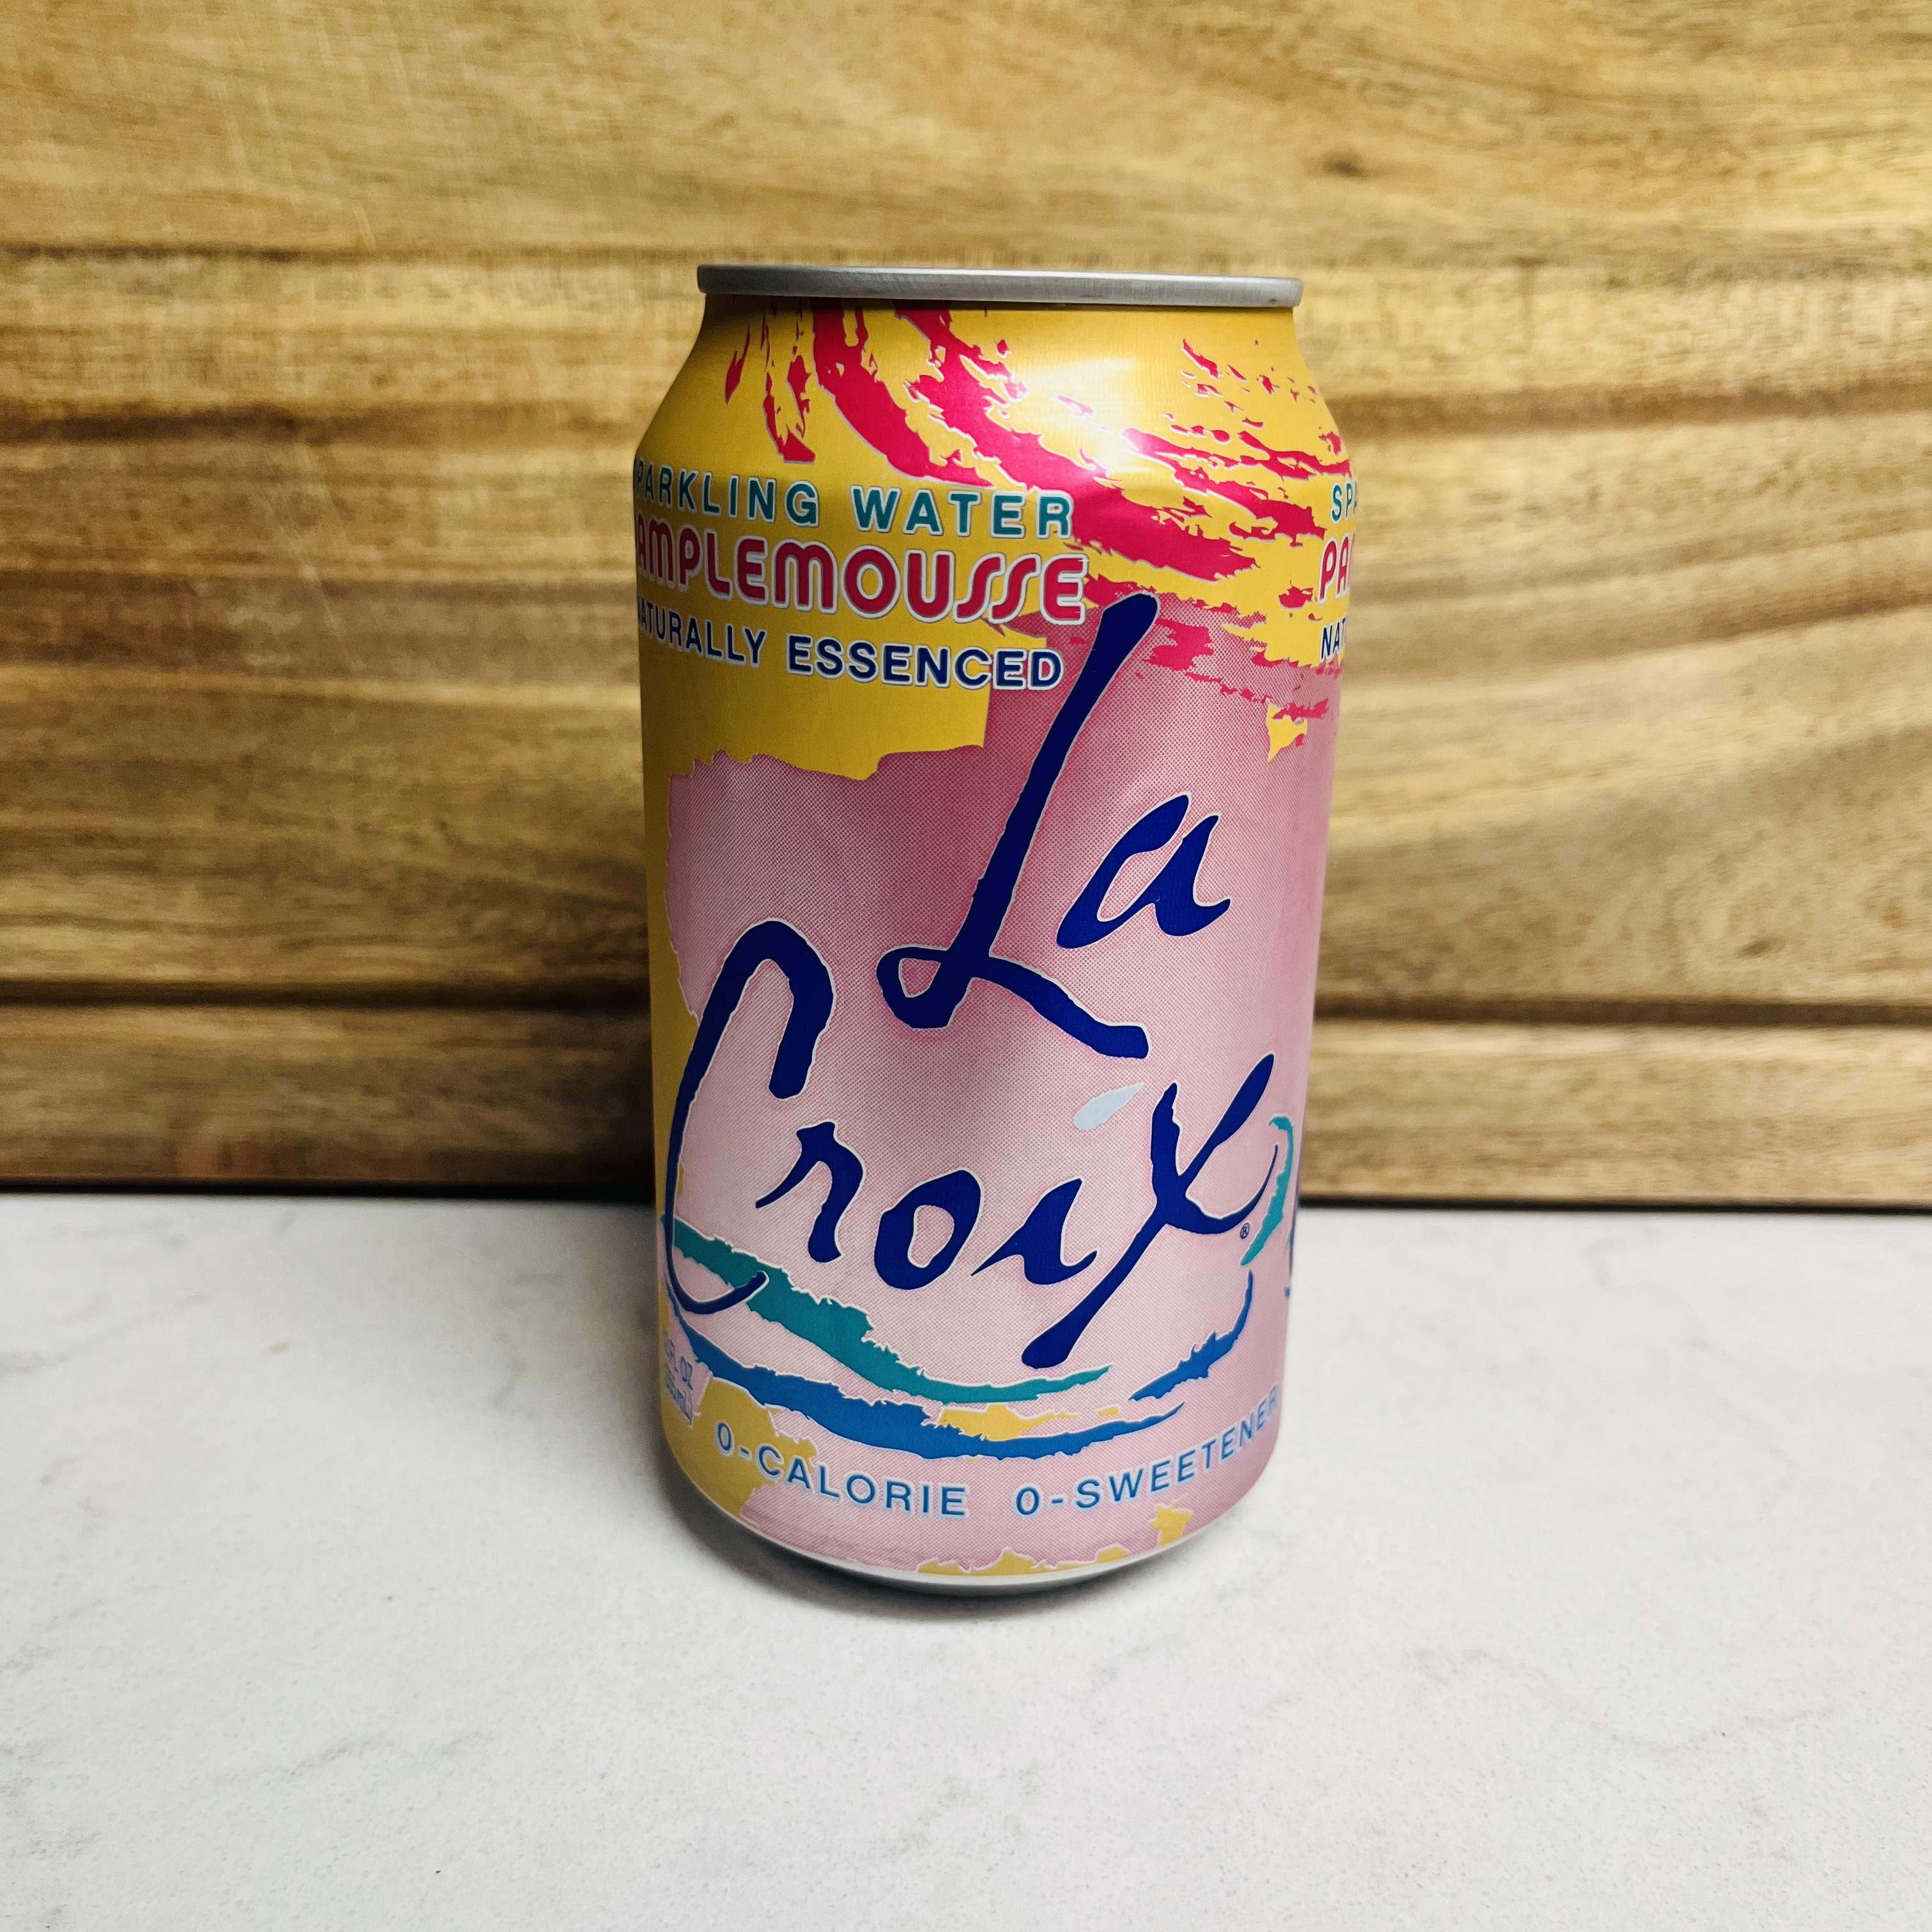 SPARKLING WATER
PAMPLEMOUSSE
NATURALLY ESSENCED
La
Croix
®
0-CALORIE 0-SWEETENER